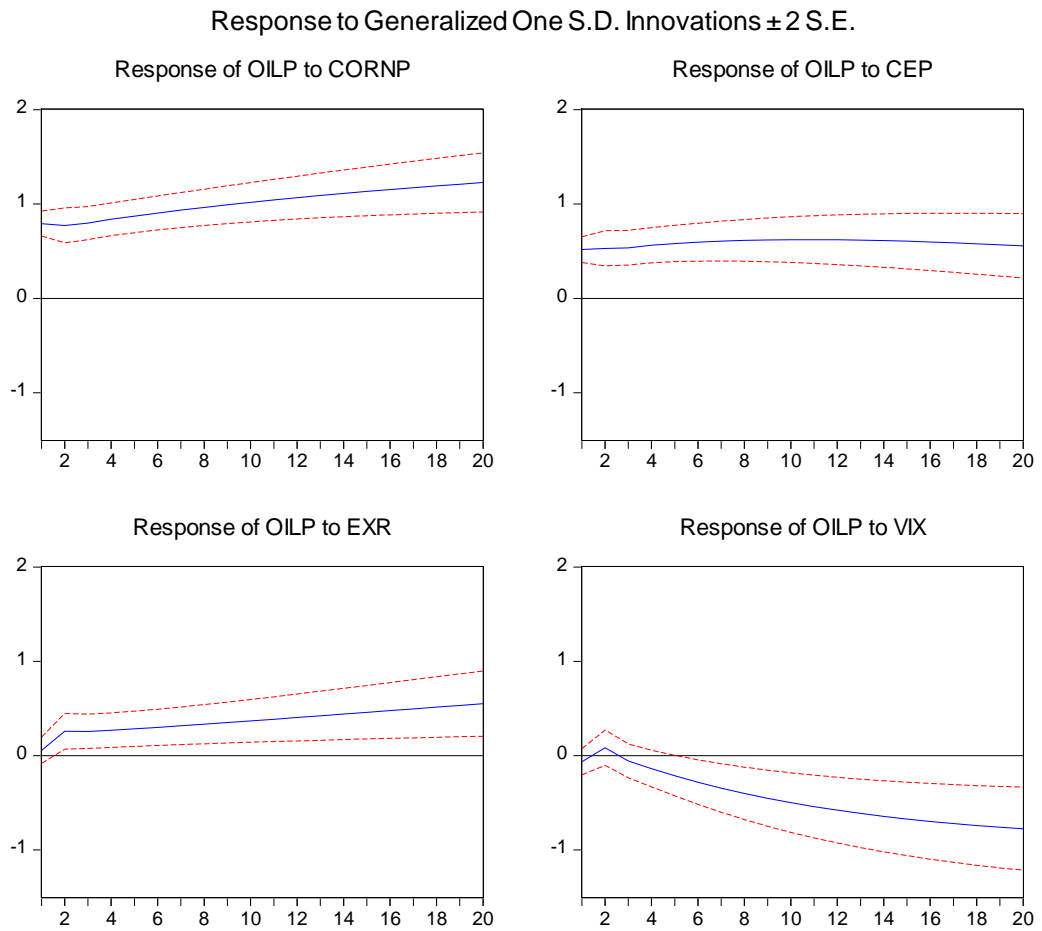 Response to Generalized One S.D. Innovations ± 2 S.E.
Response of OILP to CORNP
2
1
0
-1
2 4 6 8 10 12 14 16 18 20
Response of OILP to CEP
2
1
0
-1
2 4 6 8 10 12 14 16 18 20
Response of OILP to EXR
2
1
0
-1
2 4 6 8 10 12 14 16 18 20
Response of OILP to VIX
2
1
0
-1
2 4 6 8 10 12 14 16 18 20